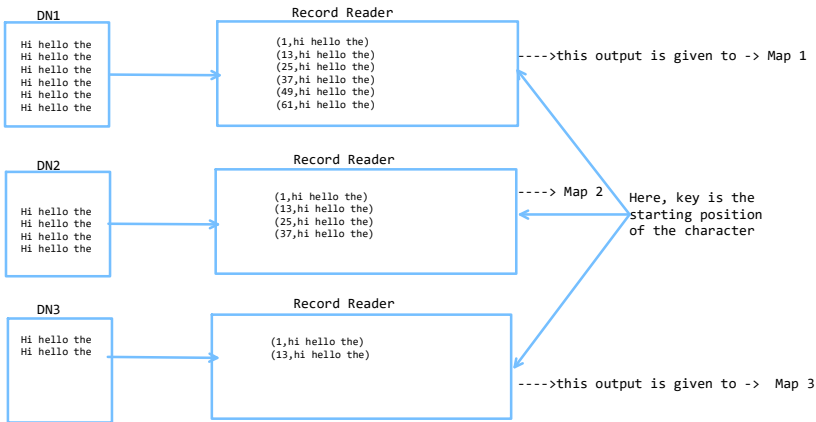 DN1
Record Reader
Hi hello the
Hi hello the
Hi hello the
Hi hello the
Hi hello the
Hi hello the
(1,hi hello the)
(13,hi hello the)
(25,hi hello the)
(37,hi hello the)
(49,hi hello the)
(61,hi hello the)
---->this output is given to -> Map 1
DN2
Record Reader
Hi hello the
Hi hello the
Hi hello the
Hi hello the
(1,hi hello the)
(13,hi hello the)
(25,hi hello the)
(37,hi hello the)
----> Map 2
Here, key is the
starting position
of the character
DN3
Record Reader
Hi hello the
Hi hello the
(1,hi hello the)
(13,hi hello the)
---->this output is given to -> Map 3